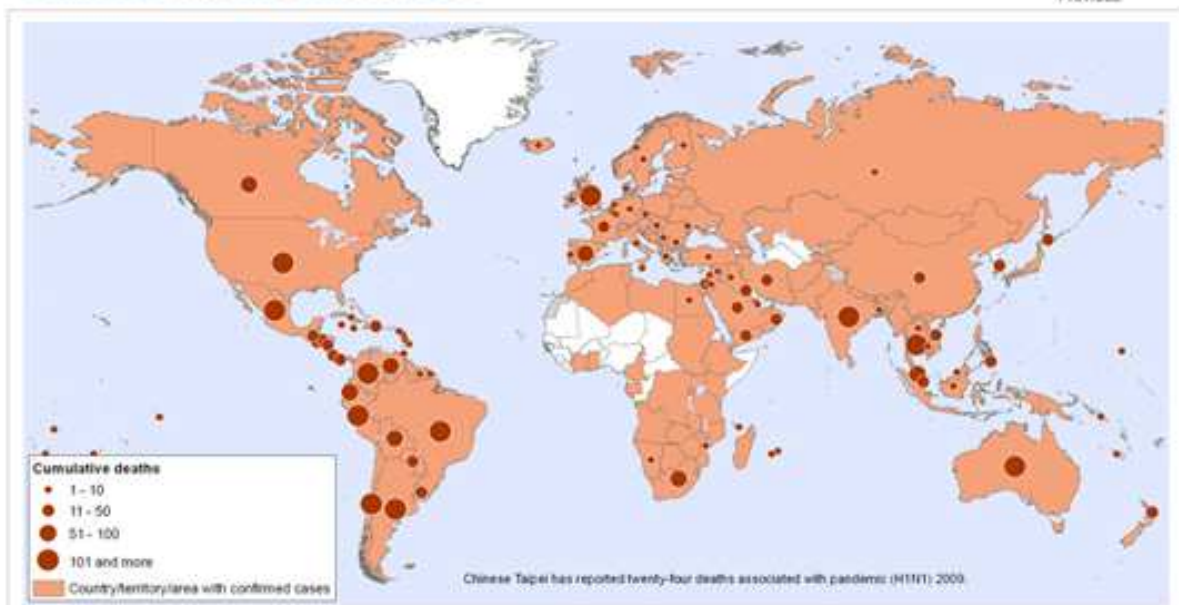 Cumulative deaths
1 - 10
11 - 50
51 - 100
101 and more
Country/territory/area with confirmed cases
Chinese Taipei has reported twenty-four deaths associated with pandemic (H1N1) 2009.